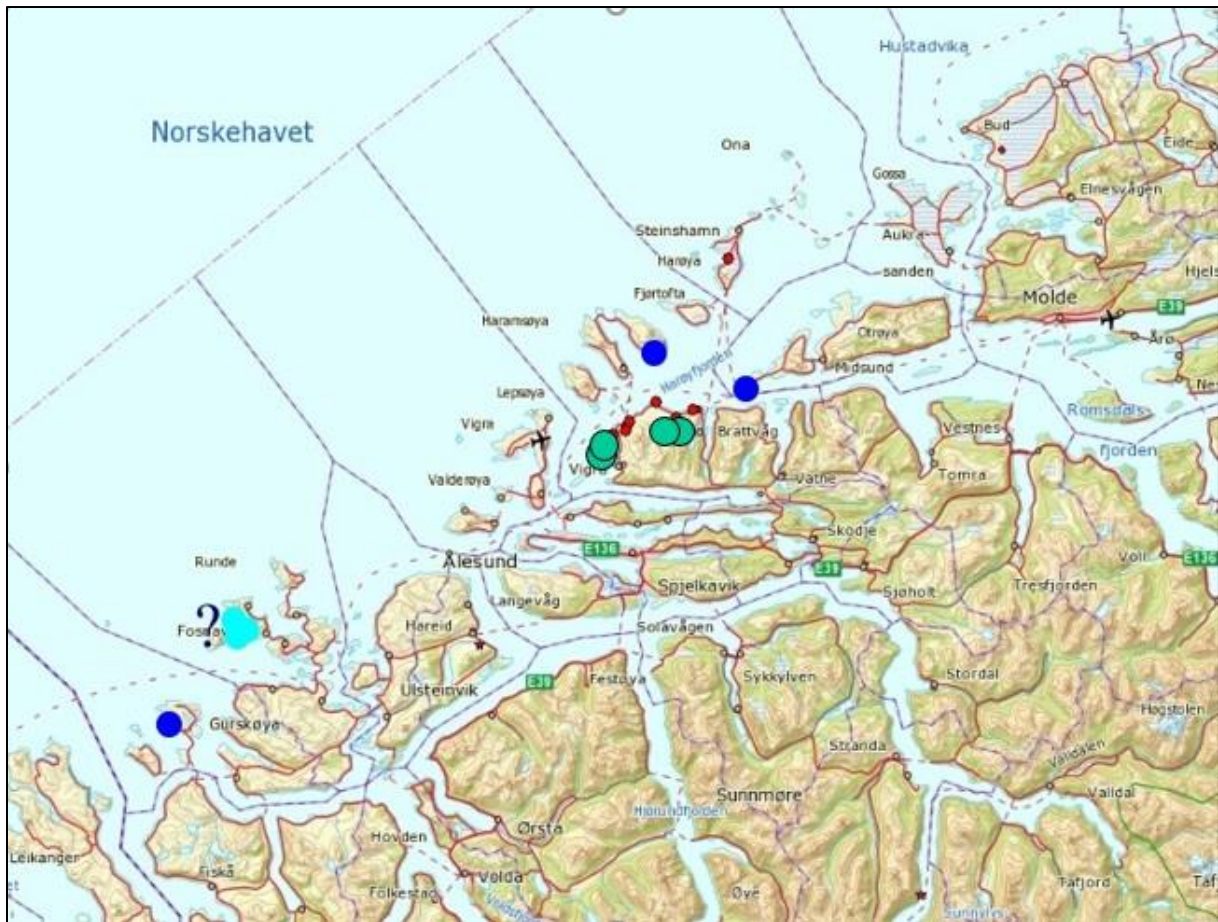 Hustadvika
Norskehavet
Bud
Eide
Ona
Gossa
Elnesvågen
Steinshamn
Aukra
Harøya
sanden
Hjels
Fjørtofta
Molde
E39
Haramsøya
Otrøya
Årø
Harøyfjorden
Midsund
Nes
Lepsøya
Romsdals
Vigra
Brattvåg
Vestnes
fjorden
Vigra
Valderøya
Vatne
Tomra
Skodje
E136
Ålesund
E39
Voll
E136
Runde
Spjelkavik
Tresfjorden
Langevåg
Sjøholt
?
Hareid
Solavågen
Ulsteinvik
E39
Festøya
Sykkylven
Stordal
Gurskøya
Høgstolen
Stranda
Valldalen
Sunnmøre
Valldal
Hjørundfjorden
Hovden
Ørsta
Leikanger
Fiskå
Volda
Folkestad
Øye
Tafjord
Taf